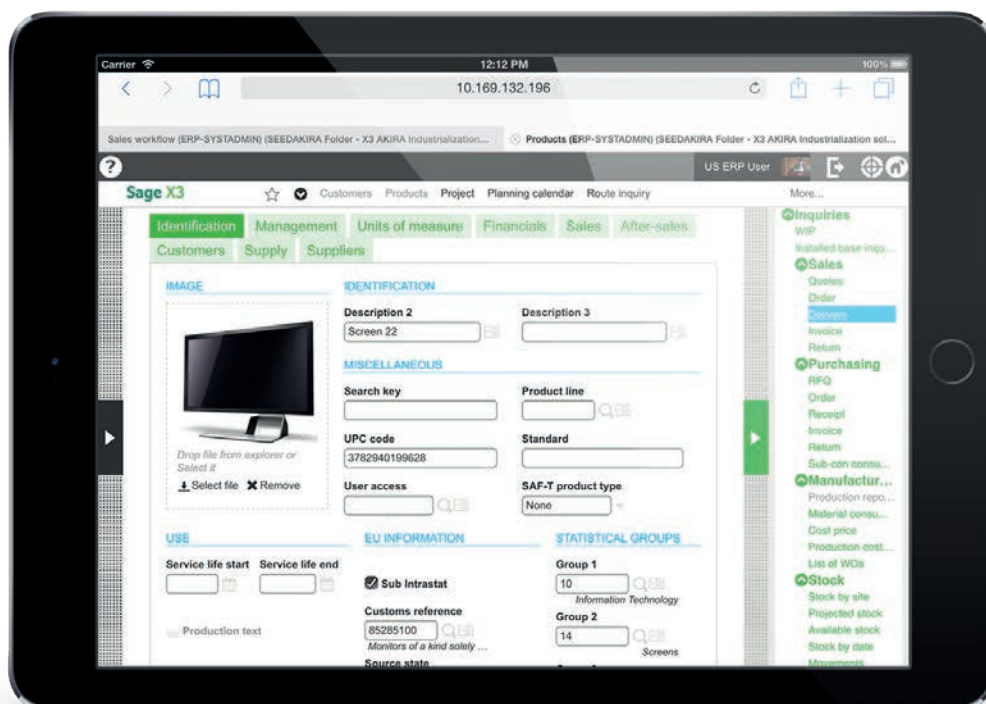 Carrier 12:12 PM 100%
10.169.132.196
Sales workflow (ERP-SYSTADMIN) (SEEDAKIRA Folder - X3 AKIRA Industrialization... Products (ERP-SYSTADMIN) (SEEDAKIRA Folder - X3 AKIRA Industrialization sol...
? US ERP User
Sage X3 Customers Products Project Planning calendar Route inquiry More...
Identification Management Units of measure Financials Sales After-sales
Customers Supply Suppliers
IMAGE
Drop file from explorer or
Select it
Select file Remove
IDENTIFICATION
Description 2 Description 3
Screen 22
MISCELLANEOUS
Search key Product line
UPC code Standard
3782940199628
User access SAF-T product type
None
USE
Service life start Service life end
Production text
EU INFORMATION
Sub Intrastat
Customs reference
85285100
Monitors of a kind solely ...
Source state
STATISTICAL GROUPS
Group 1
10
Information Technology
Group 2
14
Screens
Inquiries
WIP
Installed base inqu...
Sales
Quotes
Order
Delivery
Invoice
Return
Purchasing
RFQ
Order
Receipt
Invoice
Return
Sub-con consu...
Manufactur...
Production repo...
Material consu...
Cost price
Production cost...
List of WOs
Stock
Stock by site
Projected stock
Available stock
Stock by date
Movements